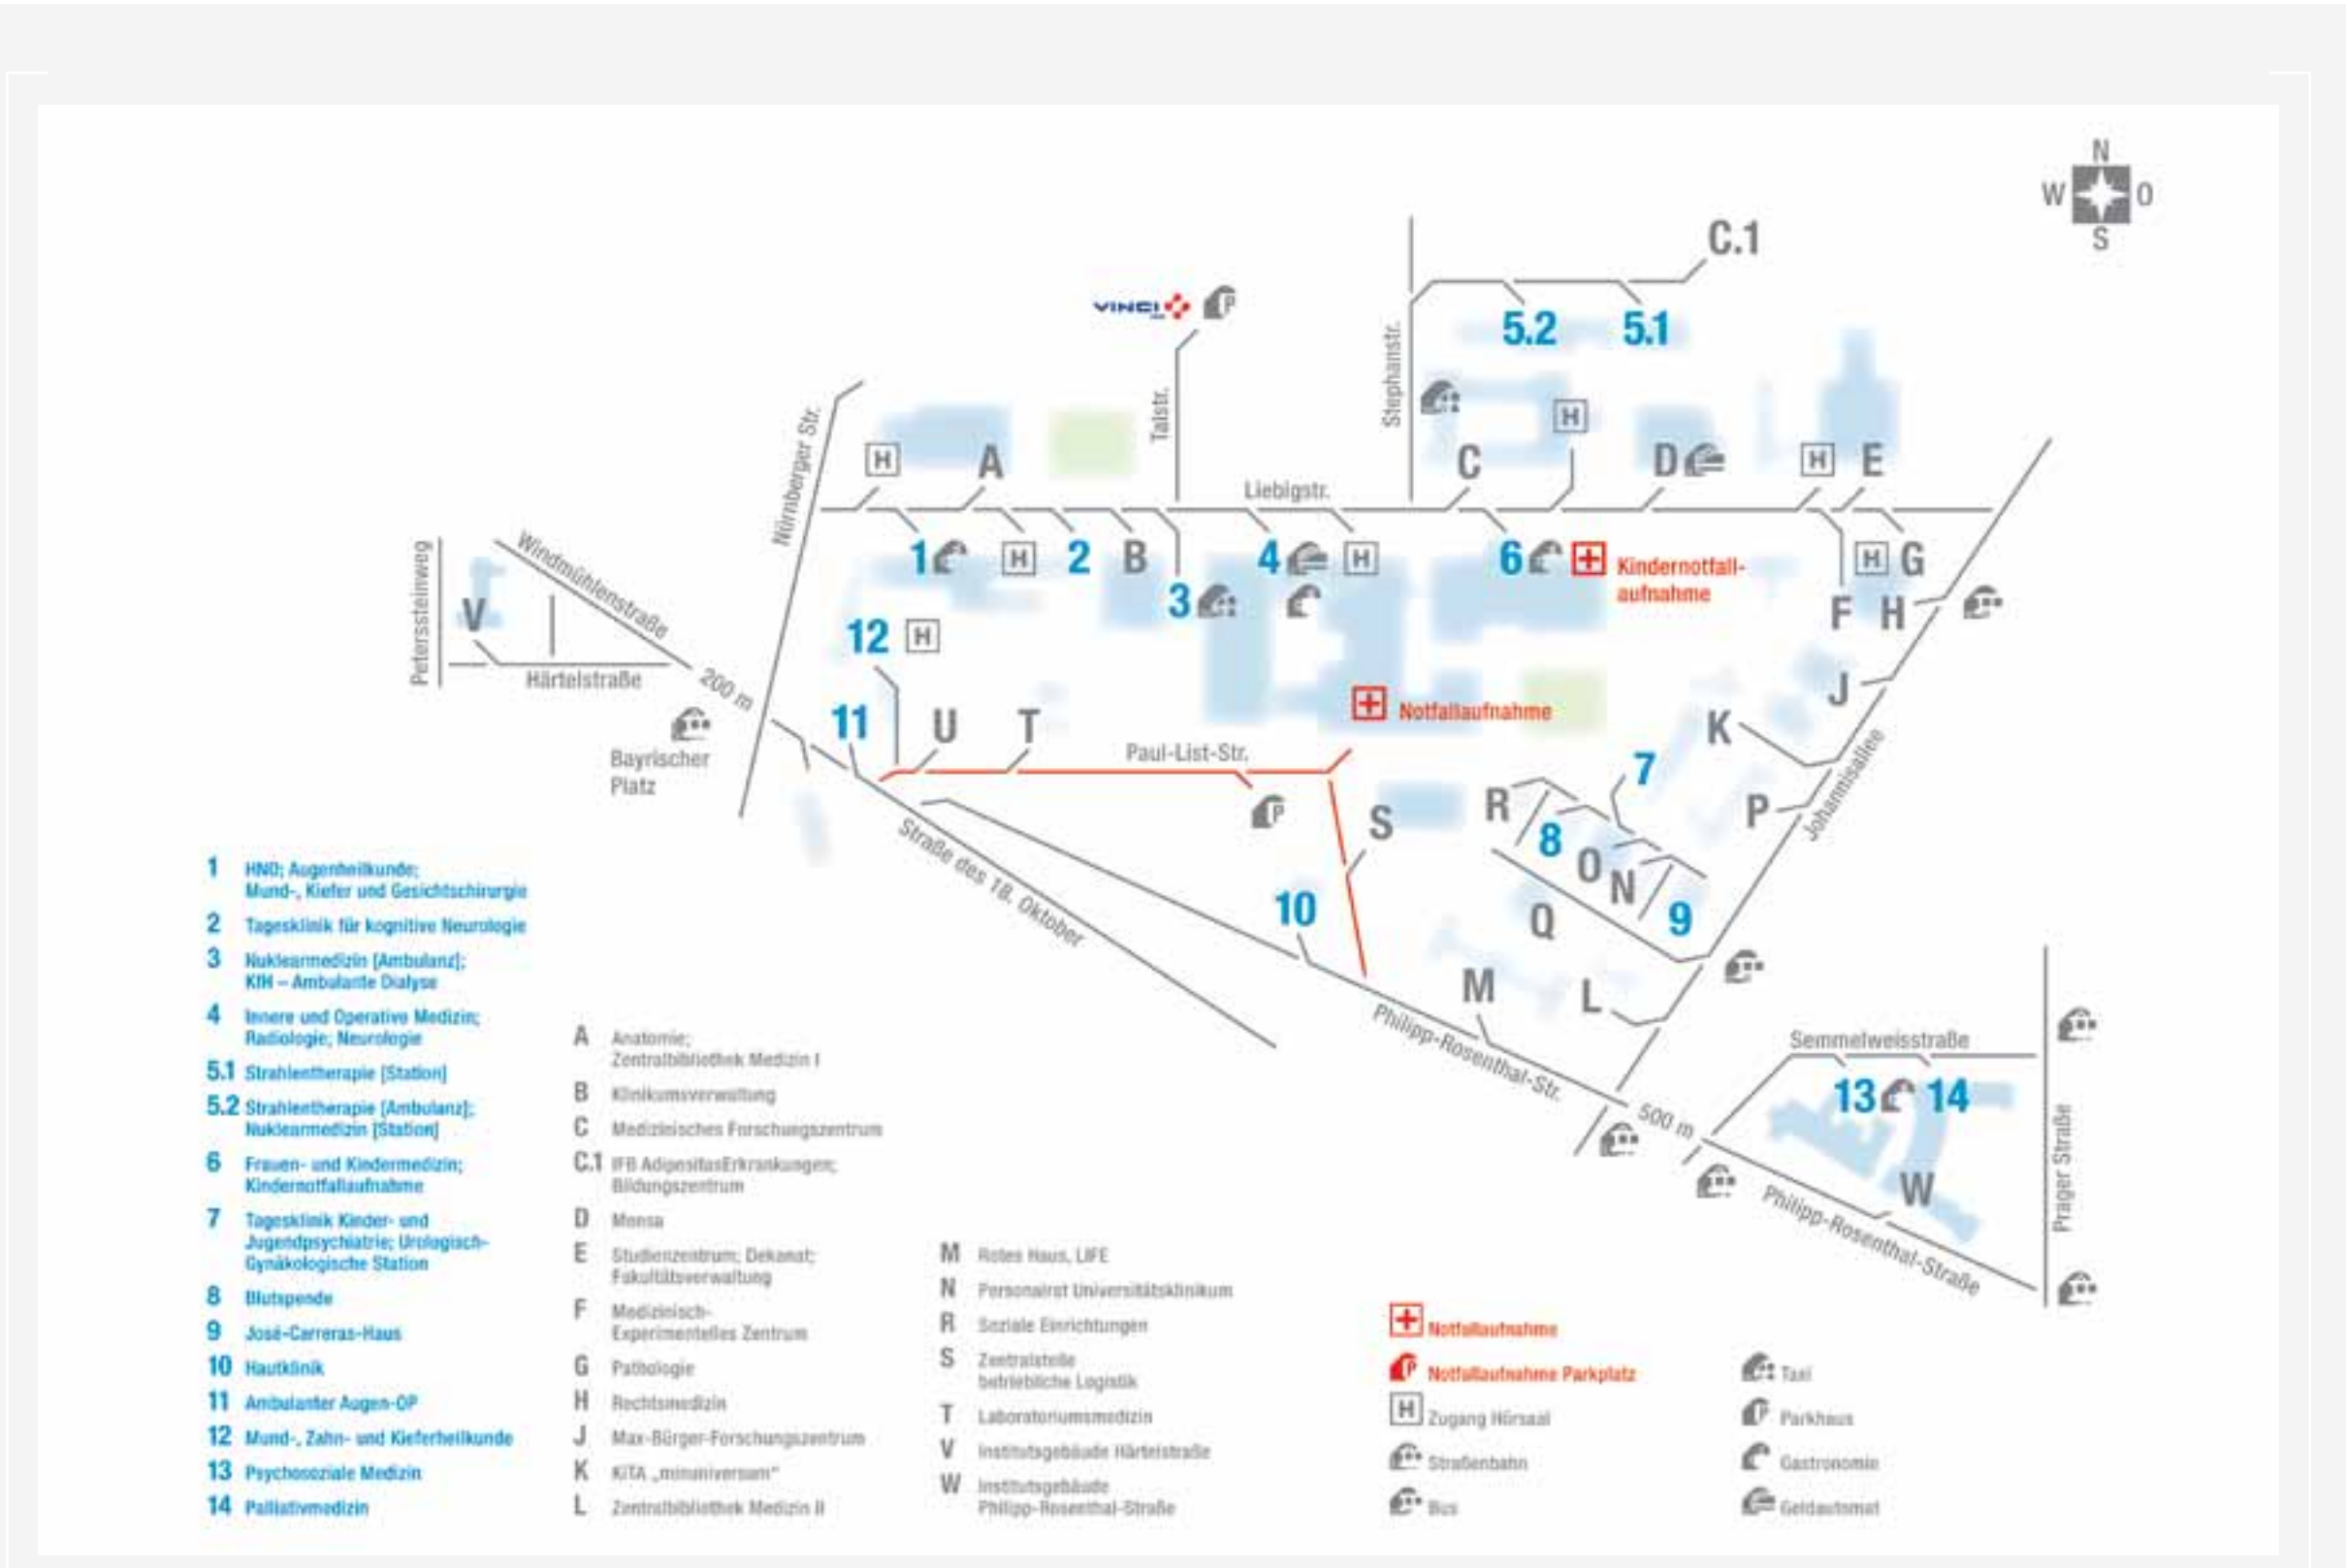 N
W
O
S
C.1
VINCI
P
5.2
5.1
Stephanstr.
Talstr.
Nürnberger Str.
H
A
H
C
D
H
E
Liebigstr.
1
H
2
B
4
H
6
Kindernotfall-
aufnahme
H
G
3
F
H
Peterssteinweg
Windmühlenstraße
V
Härtelstraße
200 m
Bayrischer
Platz
12
H
11
U
T
Notfallaufnahme
Paul-List-Str.
P
J
K
7
Johannisallee
P
R
8
O
N
9
S
Q
10
Straße des 18. Oktober
M
L
Philipp-Rosenthal-Str.
500 m
Semmelweisstraße
13
14
W
Prager Straße
Philipp-Rosenthal-Straße
1 HNO; Augenheilkunde;
Mund-, Kiefer und Gesichtschirurgie
2 Tagesklinik für kognitive Neurologie
3 Nuklearmedizin [Ambulanz];
KfH – Ambulante Dialyse
4 Innere und Operative Medizin;
Radiologie; Neurologie
5.1 Strahlentherapie [Station]
5.2 Strahlentherapie [Ambulanz];
Nuklearmedizin [Station]
6 Frauen- und Kindermedizin;
Kindernotfallaufnahme
7 Tagesklinik Kinder- und
Jugendpsychiatrie; Urologisch-
Gynäkologische Station
8 Blutspende
9 José-Carreras-Haus
10 Hautklinik
11 Ambulanter Augen-OP
12 Mund-, Zahn- und Kieferheilkunde
13 Psychosoziale Medizin
14 Palliativmedizin
A Anatomie;
Zentralbibliothek Medizin I
B Klinikumsverwaltung
C Medizinisches Forschungszentrum
C.1 IFB AdipositasErkrankungen;
Bildungszentrum
D Mensa
E Studienzentrum; Dekanat;
Fakultätsverwaltung
F Medizinisch-
Experimentelles Zentrum
G Pathologie
H Rechtsmedizin
J Max-Bürger-Forschungszentrum
K KiTA „minuniversum“
L Zentralbibliothek Medizin II
M Rotes Haus, LIFE
N Personalrat Universitätsklinikum
R Soziale Einrichtungen
S Zentralstelle
betriebliche Logistik
T Laboratoriumsmedizin
V Institutsgebäude Härtelstraße
W Institutsgebäude
Philipp-Rosenthal-Straße
Notfallaufnahme
P Notfallaufnahme Parkplatz
H Zugang Hörsaal
Straßenbahn
Bus
Taxi
P Parkhaus
Gastronomie
Geldautomat